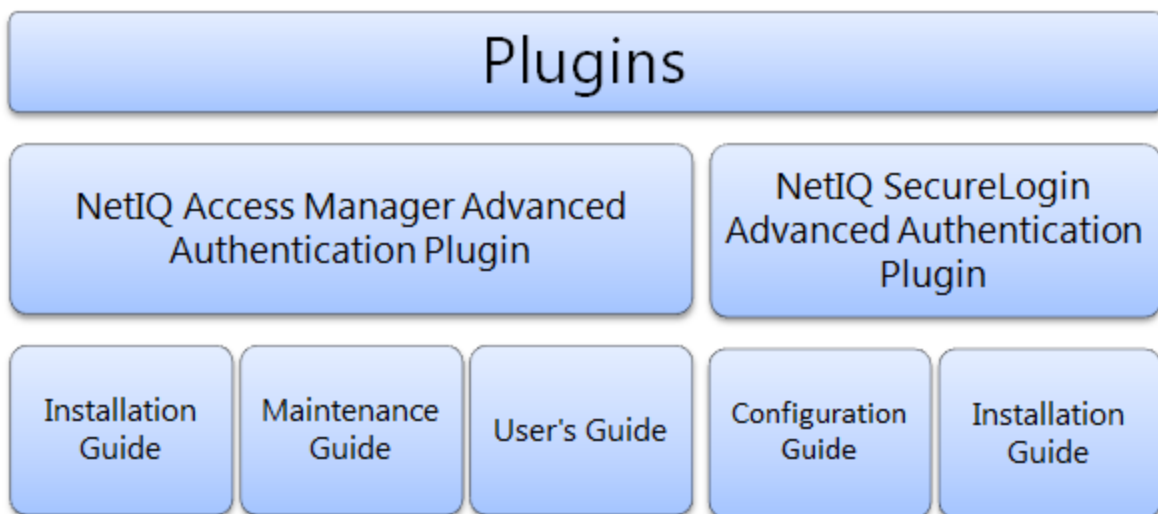 Plugins
NetIQ Access Manager Advanced
Authentication Plugin
NetIQ SecureLogin
Advanced Authentication
Plugin
Installation
Guide
Maintenance
Guide
User's Guide
Configuration
Guide
Installation
Guide